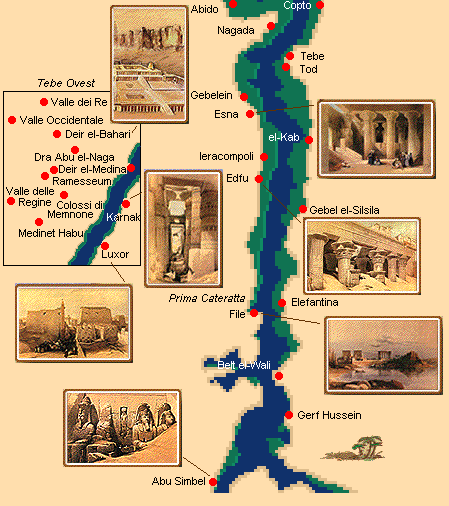 Abido
Copto
Nagada
Tebe
Tod
Tebe Ovest
Gebelein
Esna
Valle dei Re
Valle Occidentale
Deir el-Bahari
el-Kab
Dra Abu el-Naga
Ieracompoli
Deir el-Medina
Ramesseum
Edfu
Valle delle
Regine
Colossi di
Memnone
Karnak
Gebel el-Silsila
Medinet Habu
Luxor
Prima Cateratta
Elefantina
File
Beit el-Wali
Gerf Hussein
Abu Simbel